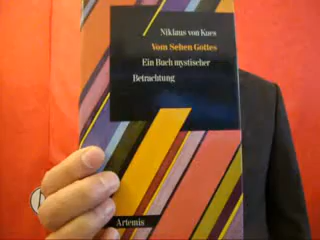 Niklaus von Kues
Vom Sehen Gottes
Ein Buch mystischer
Betrachtung
Artemis